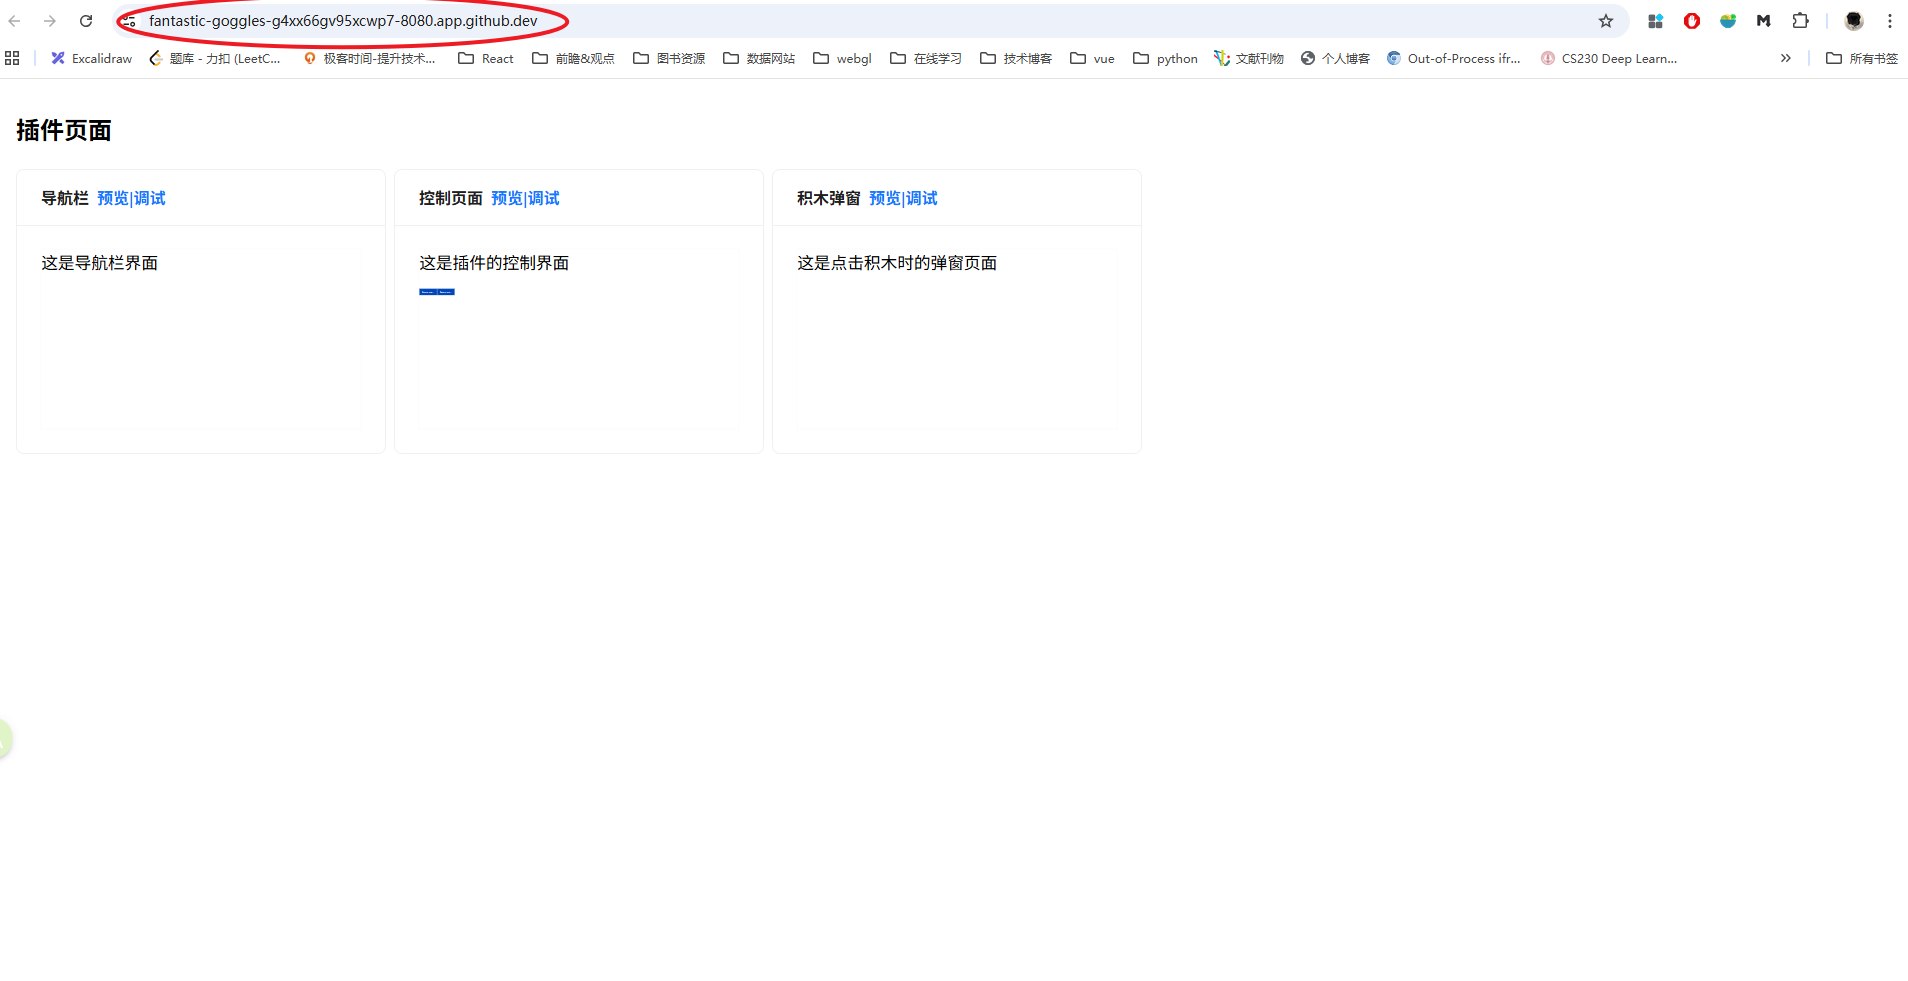 fantastic-goggles-g4xx66gv95xcwp7-8080.app.github.dev
Excalidraw 题库 - 力扣 (LeetC... 极客时间-提升技术... React 前瞻&观点 图书资源 数据网站 webgl 在线学习 技术博客 vue python 文献刊物 个人博客 Out-of-Process ifr... CS230 Deep Learn... 所有书签
插件页面
导航栏 预览|调试
这是导航栏界面
控制页面 预览|调试
这是插件的控制界面
积木弹窗 预览|调试
这是点击积木时的弹窗页面